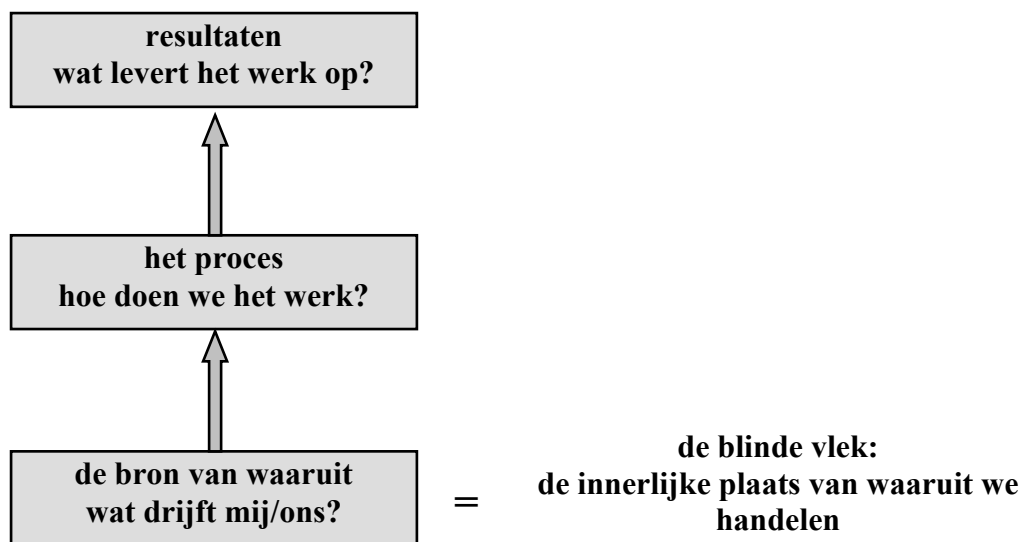 resultaten
wat levert het werk op?
het proces
hoe doen we het werk?
de bron van waaruit
wat drijft mij/ons?
=
de blinde vlek:
de innerlijke plaats van waaruit we
handelen